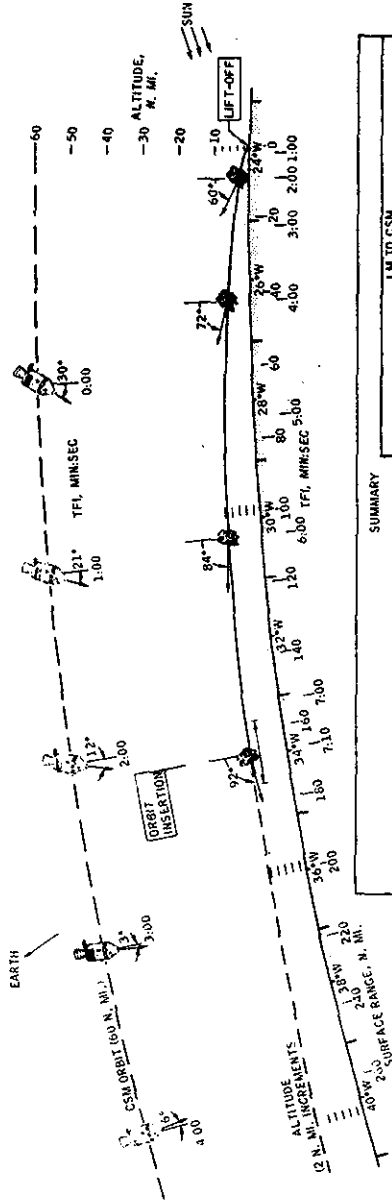 SUN
ALTITUDE,
N. MI.
60
50
40
30
20
10
LIFT-OFF
60°
72°
84°
92°
30°
0:00
21°
1:00
12°
2:00
3°
3:00
6°
4:00
TFI, MIN:SEC
ORBIT
INSERTION
EARTH
CSM ORBIT (60 N. MI.)
ALTITUDE
(2 N. MI. INCREMENTS
24°W
26°W
28°W
30°W
32°W
34°W
36°W
38°W
40°W
0
20
40
60
80
100
120
140
160
180
200
220
240
SURFACE RANGE, N. MI.
1:00
2:00
3:00
4:00
5:00
6:00
7:00
7:10
TFI, MIN:SEC
SUMMARY
LM TO CSM